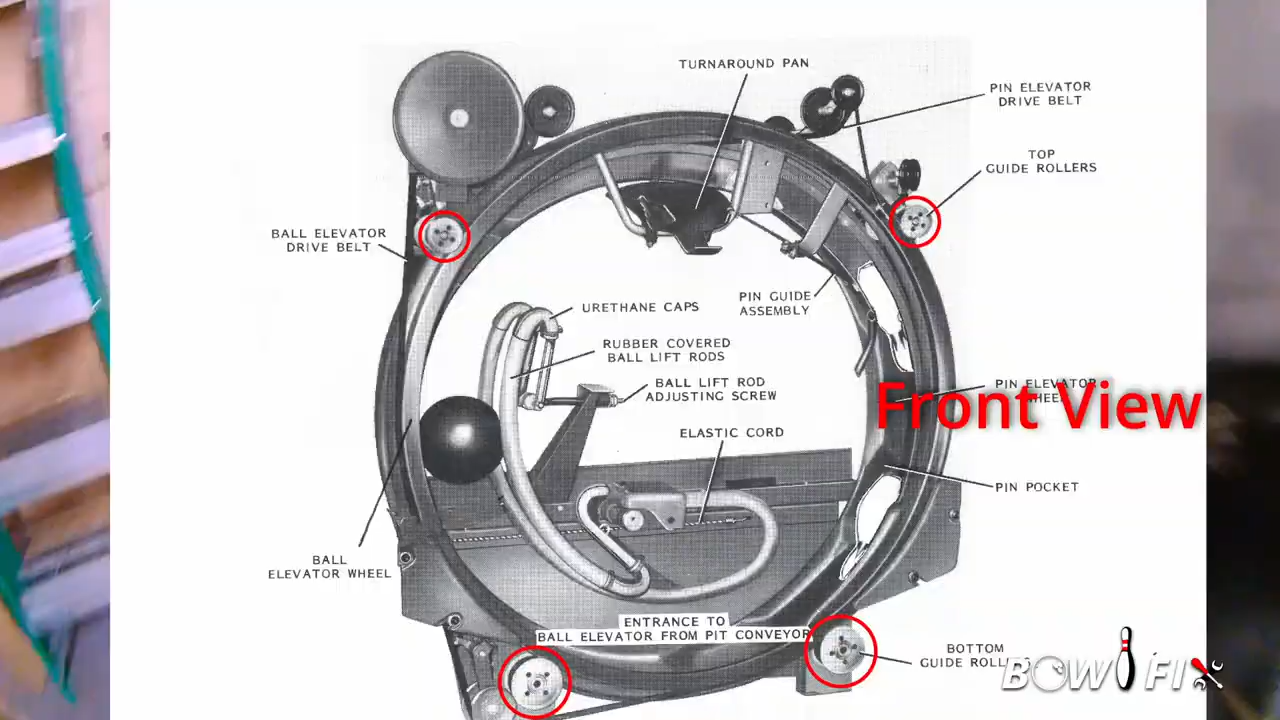 TURNAROUND PAN
PIN ELEVATOR
DRIVE BELT
TOP
GUIDE ROLLERS
BALL ELEVATOR
DRIVE BELT
PIN GUIDE
ASSEMBLY
URETHANE CAPS
RUBBER COVERED
BALL LIFT RODS
BALL LIFT ROD
ADJUSTING SCREW
PIN ELEVATOR
Front View
ELASTIC CORD
PIN POCKET
BALL
ELEVATOR WHEEL
ENTRANCE TO
BALL ELEVATOR FROM PIT CONVEYOR
BOTTOM
GUIDE
BOWLFIX